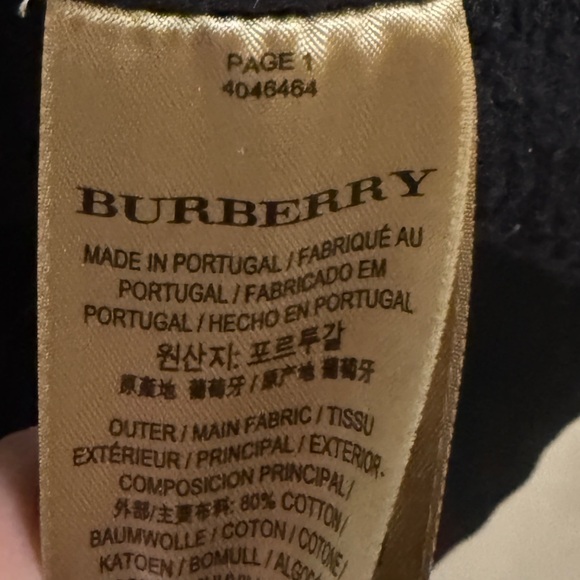 PAGE 1
4046464
BURBERRY
MADE IN PORTUGAL / FABRIQUÉ AU
PORTUGAL / FABRICADO EM
PORTUGAL / HECHO EN PORTUGAL
원산지: 포르투갈
原産地 葡萄牙 / 原产地 葡萄牙
OUTER / MAIN FABRIC / TISSU
EXTÉRIEUR / PRINCIPAL / EXTERIOR-
COMPOSICION PRINCIPAL /
外部/主要布料: 80% COTTON /
BAUMWOLLE / COTON / COTONE /
KATOEN / BOMULL / ALGOD